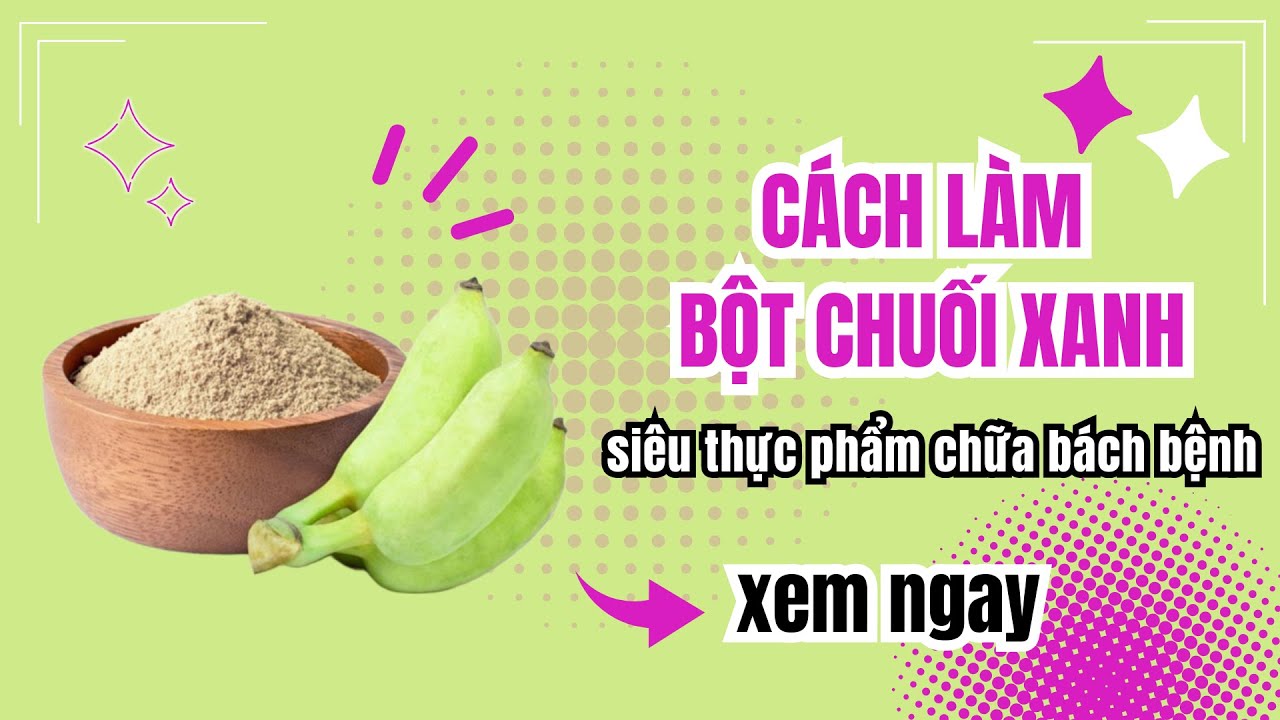 CÁCH LÀM
BỘT CHUỐI XANH
siêu thực phẩm chữa bách bệnh
xem ngay